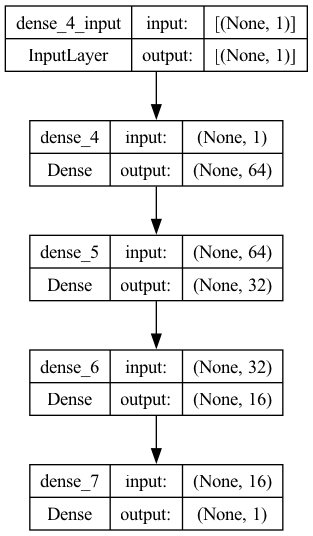 dense_4_input input: [(None, 1)]
InputLayer output: [(None, 1)]
dense_4 input: (None, 1)
Dense output: (None, 64)
dense_5 input: (None, 64)
Dense output: (None, 32)
dense_6 input: (None, 32)
Dense output: (None, 16)
dense_7 input: (None, 16)
Dense output: (None, 1)